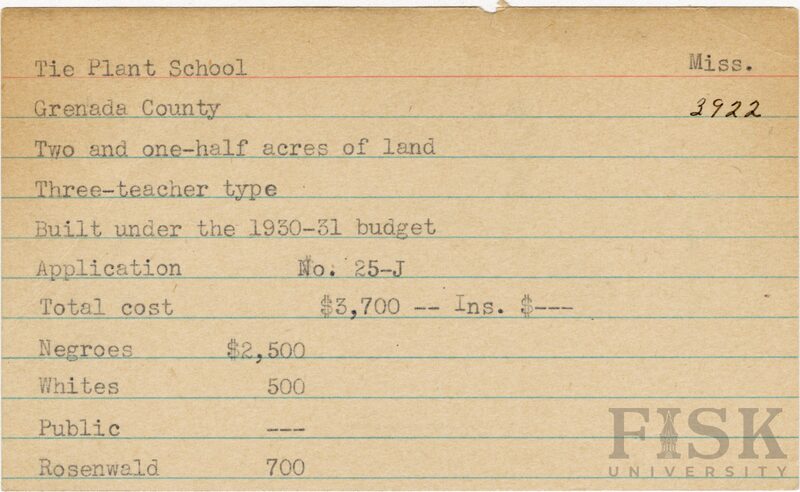 Tie Plant School Miss.
Grenada County 3922
Two and one-half acres of land
Three-teacher type
Built under the 1930-31 budget
Application No. 25-J
Total cost $3,700 -- Ins. $---
Negroes $2,500
Whites 500
Public ---
Rosenwald 700
FISK
UNIVERSITY